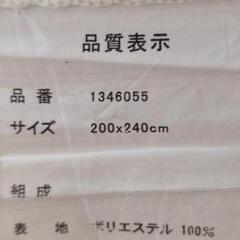 品質表示
品番 1346055
サイズ 200x240cm
組成
表地 ポリエステル 100%